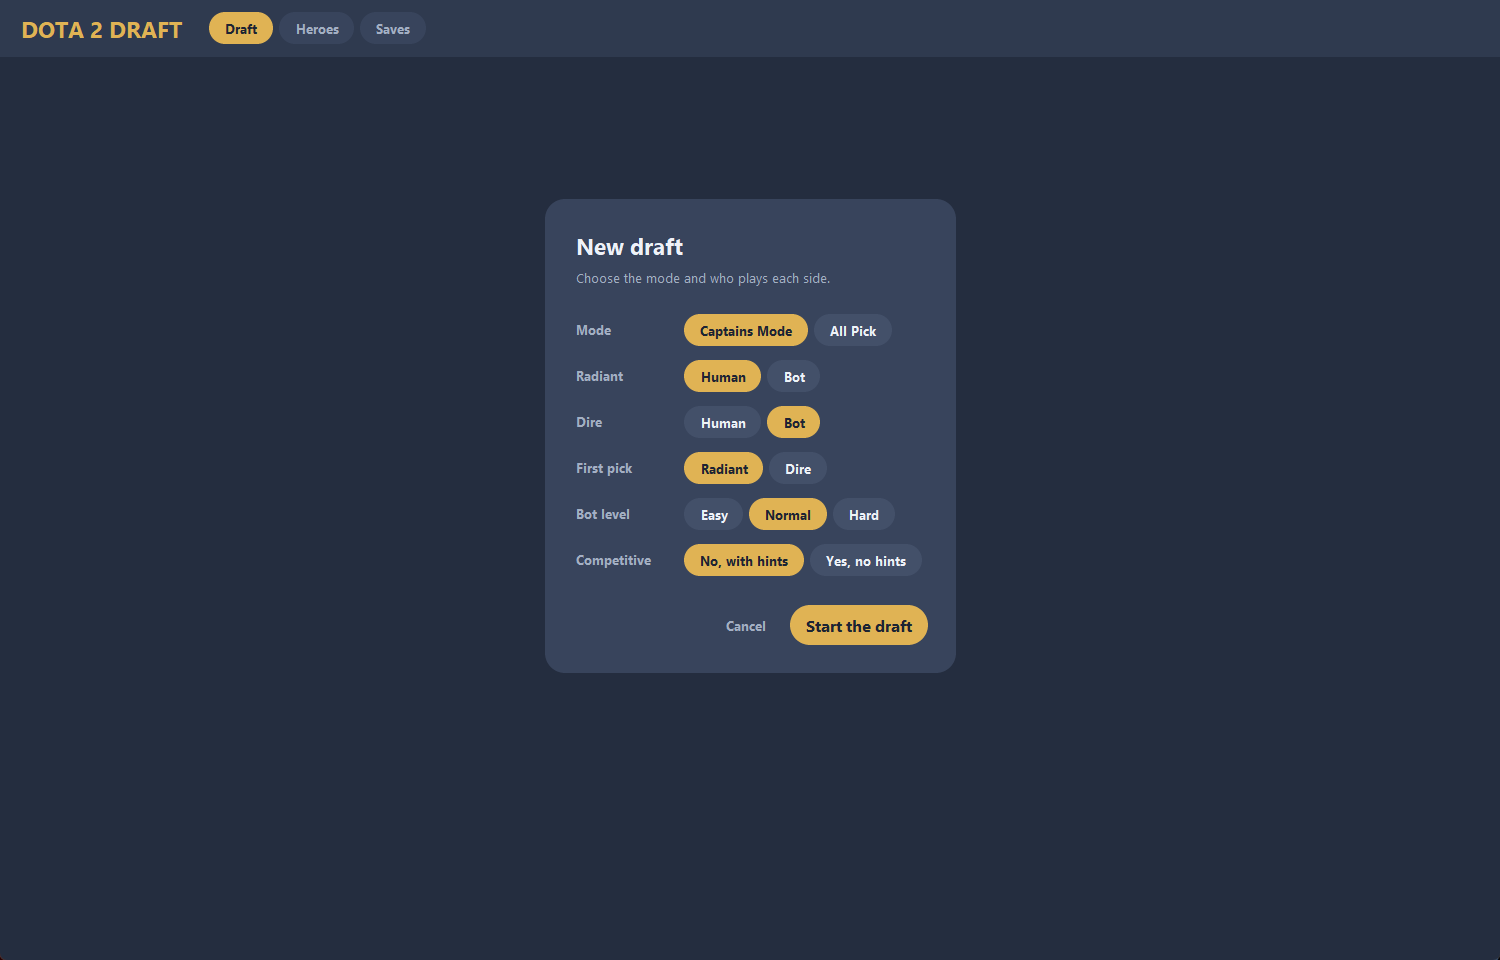 DOTA 2 DRAFT Draft Heroes Saves
New draft
Choose the mode and who plays each side.
Mode Captains Mode All Pick
Radiant Human Bot
Dire Human Bot
First pick Radiant Dire
Bot level Easy Normal Hard
Competitive No, with hints Yes, no hints
Cancel Start the draft